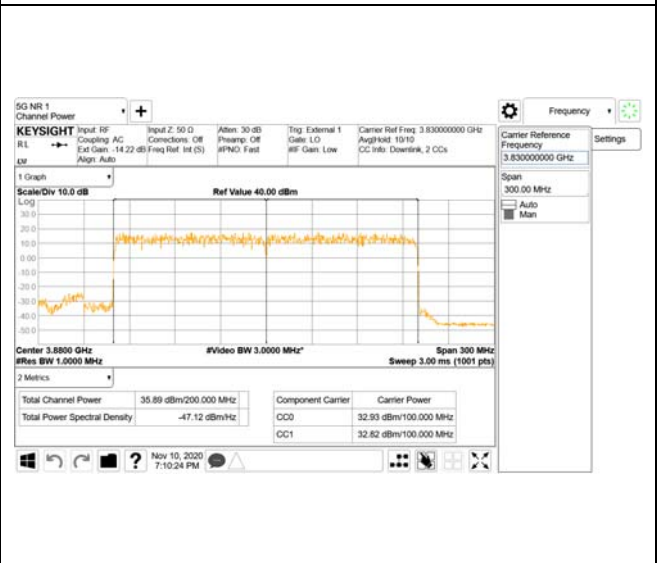 5G NR 1
Channel Power
Frequency
KEYSIGHT
Input: RF
Input Z: 50 Ω
Atten: 30 dB
Trig: External 1
Carrier Ref Freq: 3.830000000 GHz
RL
Coupling: AC
Corrections: Off
Preamp: Off
Gate: LO
Avg|Hold: 10/10
Ext Gain: -14.22 dB
Freq Ref: Int (S)
#PNO: Fast
#IF Gain: Low
CC Info: Downlink, 2 CCs
Align: Auto
Carrier Reference
Frequency
3.830000000 GHz
Settings
Span
300.00 MHz
Auto
Man
1 Graph
Scale/Div 10.0 dB
Ref Value 40.00 dBm
Log
30.0
20.0
10.0
0.00
-10.0
-20.0
-30.0
-40.0
-50.0
Center 3.8800 GHz
#Video BW 3.0000 MHz*
Span 300 MHz
#Res BW 1.0000 MHz
Sweep 3.00 ms (1001 pts)
2 Metrics
Total Channel Power
35.89 dBm/200.000 MHz
Total Power Spectral Density
-47.12 dBm/Hz
Component Carrier
Carrier Power
CC0
32.93 dBm/100.000 MHz
CC1
32.82 dBm/100.000 MHz
Nov 10, 2020
7:10:24 PM